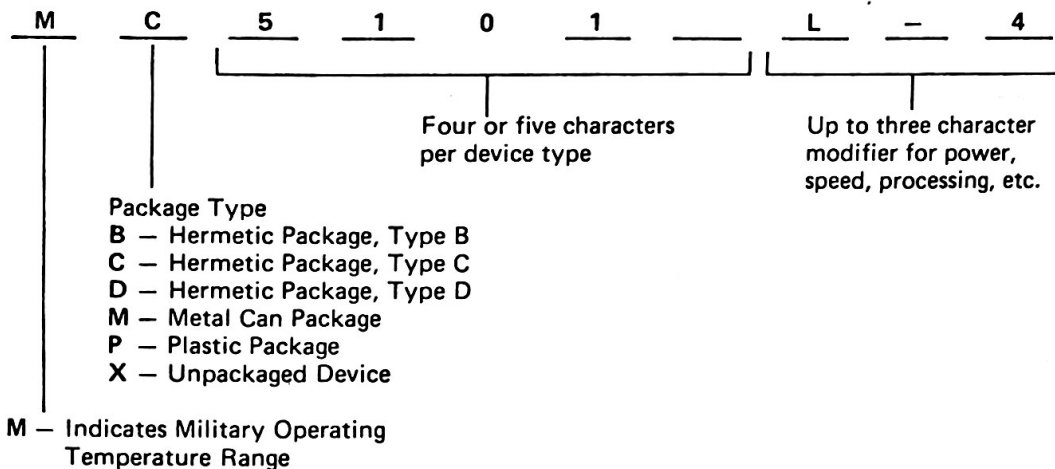 M C 5 1 0 1 L – 4
Four or five characters
per device type
Up to three character
modifier for power,
speed, processing, etc.
Package Type
B — Hermetic Package, Type B
C — Hermetic Package, Type C
D — Hermetic Package, Type D
M — Metal Can Package
P — Plastic Package
X — Unpackaged Device
M — Indicates Military Operating
Temperature Range